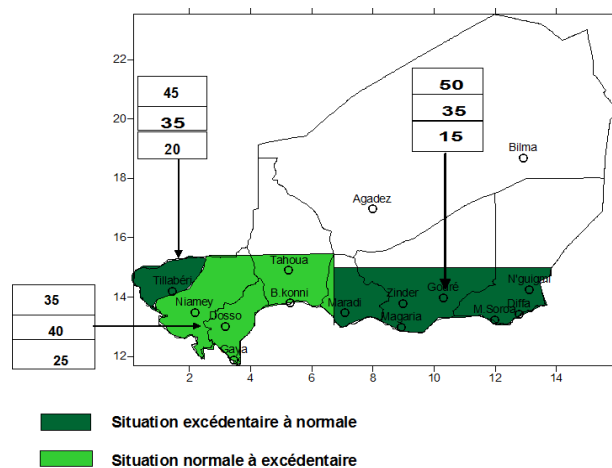 22
20
18
16
14
12
2
4
6
8
10
12
14
45
35
20
50
35
15
35
40
25
Bilma
Agadez
Tahoua
Tillabéri
B.konni
Niamey
Dosso
Gaya
Maradi
Zinder
Magaria
Gouré
N'guigmi
M.Soroa
Diffa
Situation excédentaire à normale
Situation normale à excédentaire